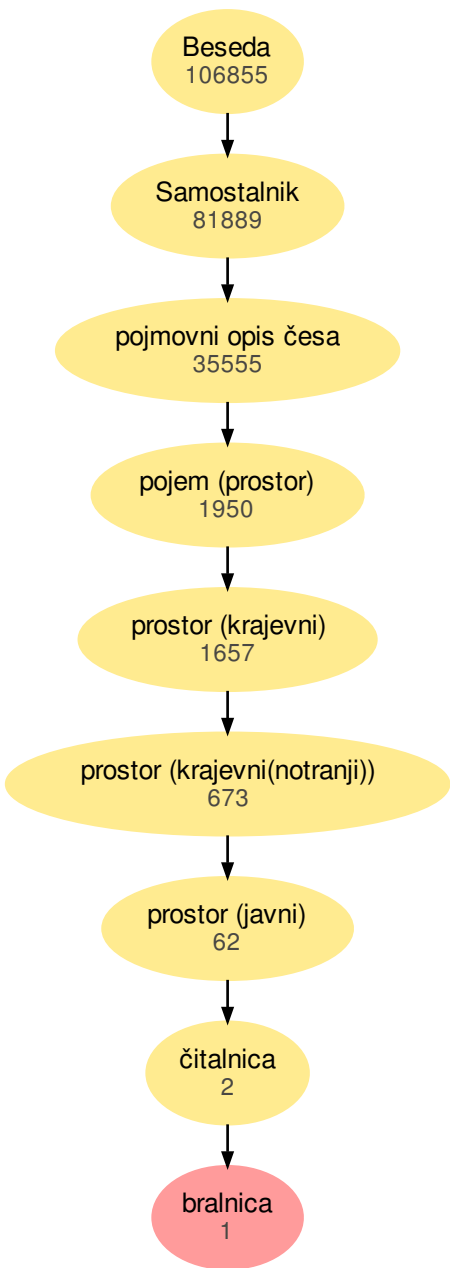 Beseda
106855
Samostalnik
81889
pojmovni opis česa
35555
pojem (prostor)
1950
prostor (krajevni)
1657
prostor (krajevni(notranji))
673
prostor (javni)
62
čitalnica
2
bralnica
1